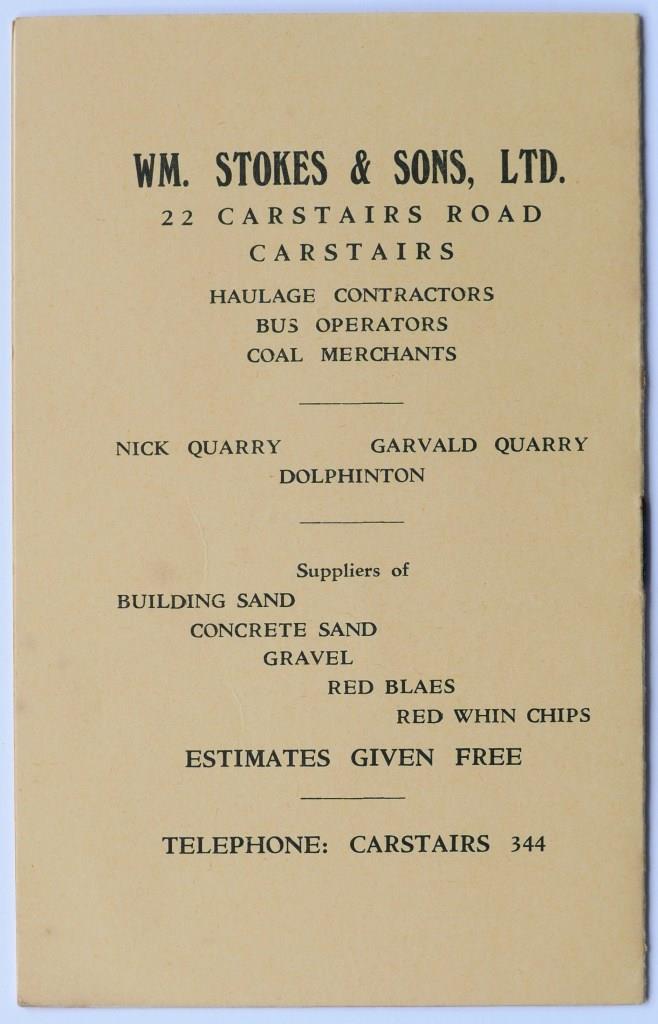 WM. STOKES & SONS, LTD.
22 CARSTAIRS ROAD
CARSTAIRS
HAULAGE CONTRACTORS
BUS OPERATORS
COAL MERCHANTS
NICK QUARRY GARVALD QUARRY
DOLPHINTON
Suppliers of
BUILDING SAND
CONCRETE SAND
GRAVEL
RED BLAES
RED WHIN CHIPS
ESTIMATES GIVEN FREE
TELEPHONE: CARSTAIRS 344